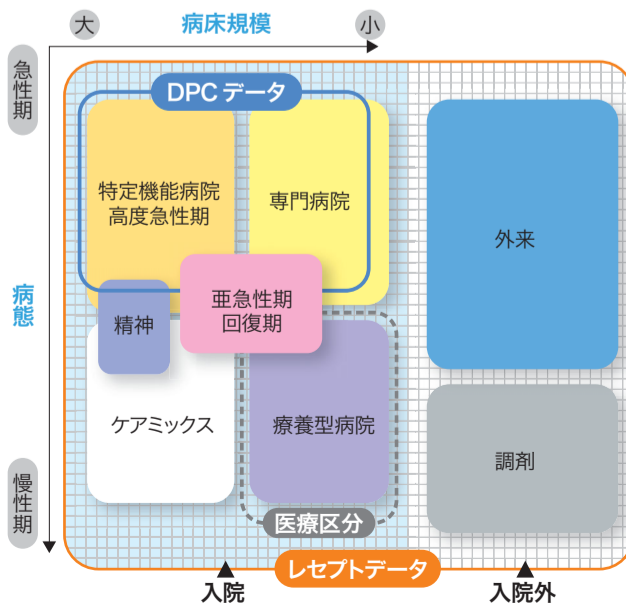 大
病床規模
小
急性期
DPCデータ
特定機能病院
高度急性期
専門病院
外来
病態
亜急性期
回復期
精神
ケアミックス
療養型病院
調剤
慢性期
医療区分
レセプトデータ
入院
入院外